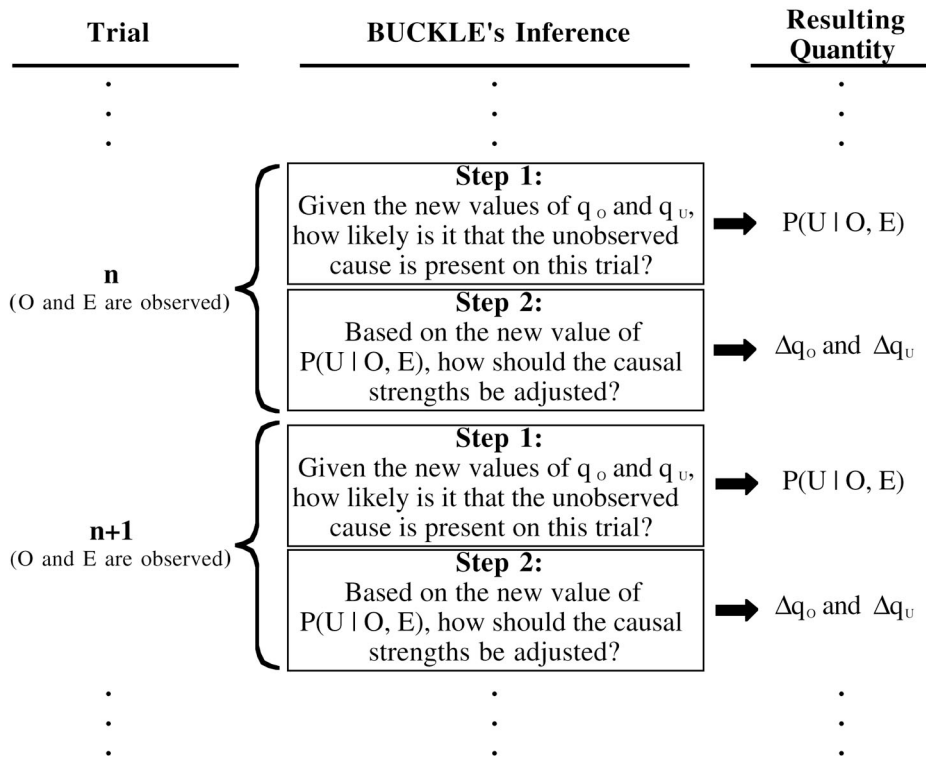 Trial
BUCKLE's Inference
Resulting
Quantity
Step 1:
Given the new values of q O and q U,
how likely is it that the unobserved
cause is present on this trial?
P(U | O, E)
n
(O and E are observed)
Step 2:
Based on the new value of
P(U | O, E), how should the causal
strengths be adjusted?
Δq O and Δq U
Step 1:
Given the new values of q O and q U,
how likely is it that the unobserved
cause is present on this trial?
P(U | O, E)
n+1
(O and E are observed)
Step 2:
Based on the new value of
P(U | O, E), how should the causal
strengths be adjusted?
Δq O and Δq U